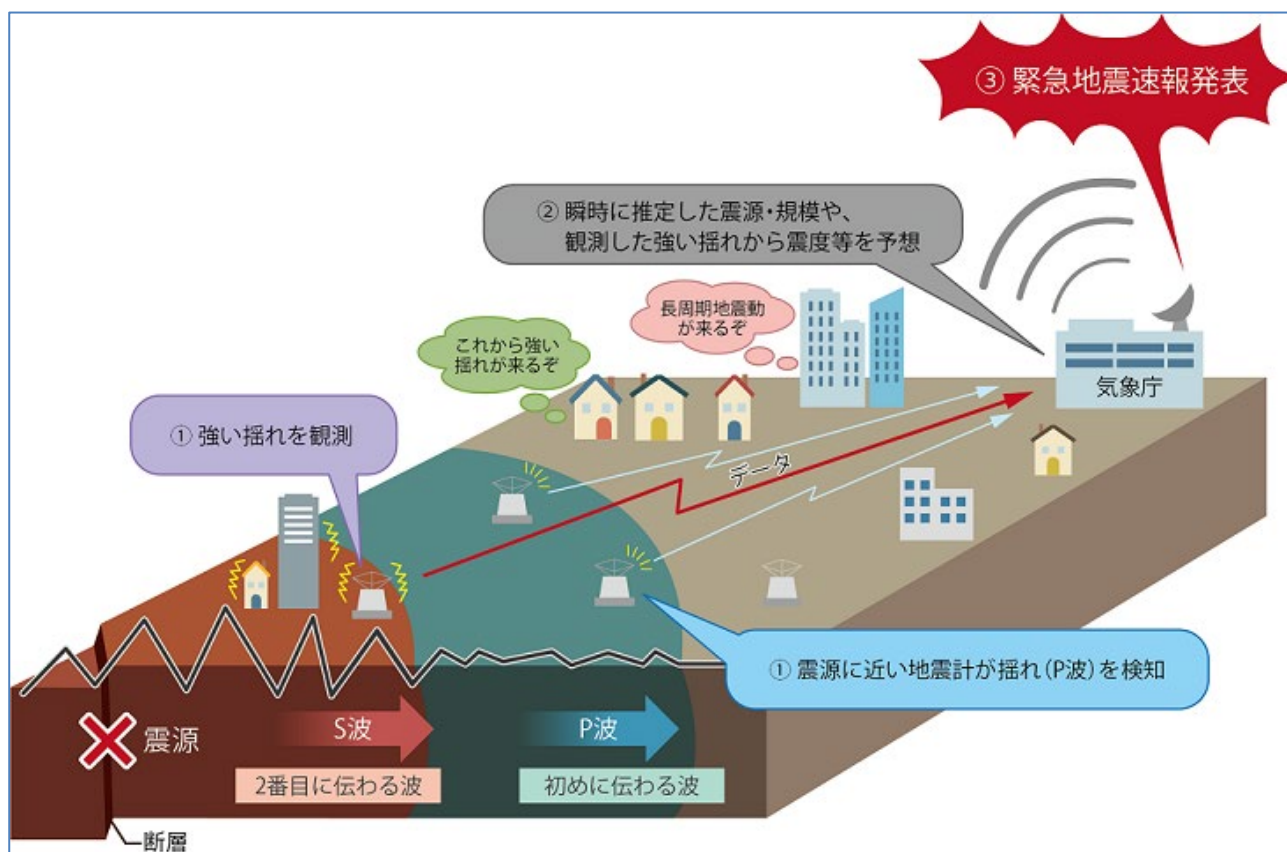 ③ 緊急地震速報発表
② 瞬時に推定した震源・規模や、
観測した強い揺れから震度等を予想
長周期地震動
が来るぞ
これから強い
揺れが来るぞ
気象庁
① 強い揺れを観測
データ
① 震源に近い地震計が揺れ(P波)を検知
震源
S波
P波
2番目に伝わる波
初めに伝わる波
断層